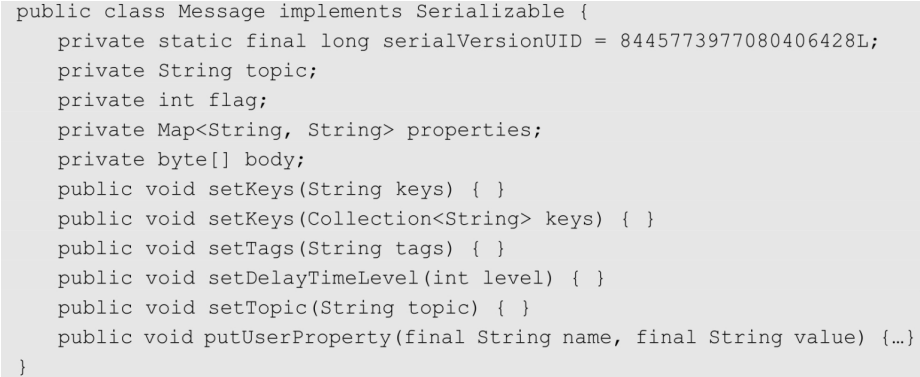 public class Message implements Serializable {
    private static final long serialVersionUID = 8445773977080406428L;
    private String topic;
    private int flag;
    private Map<String, String> properties;
    private byte[] body;
    public void setKeys(String keys) { }
    public void setKeys(Collection<String> keys) { }
    public void setTags(String tags) { }
    public void setDelayTimeLevel(int level) { }
    public void setTopic(String topic) { }
    public void putUserProperty(final String name, final String value) {…}
}